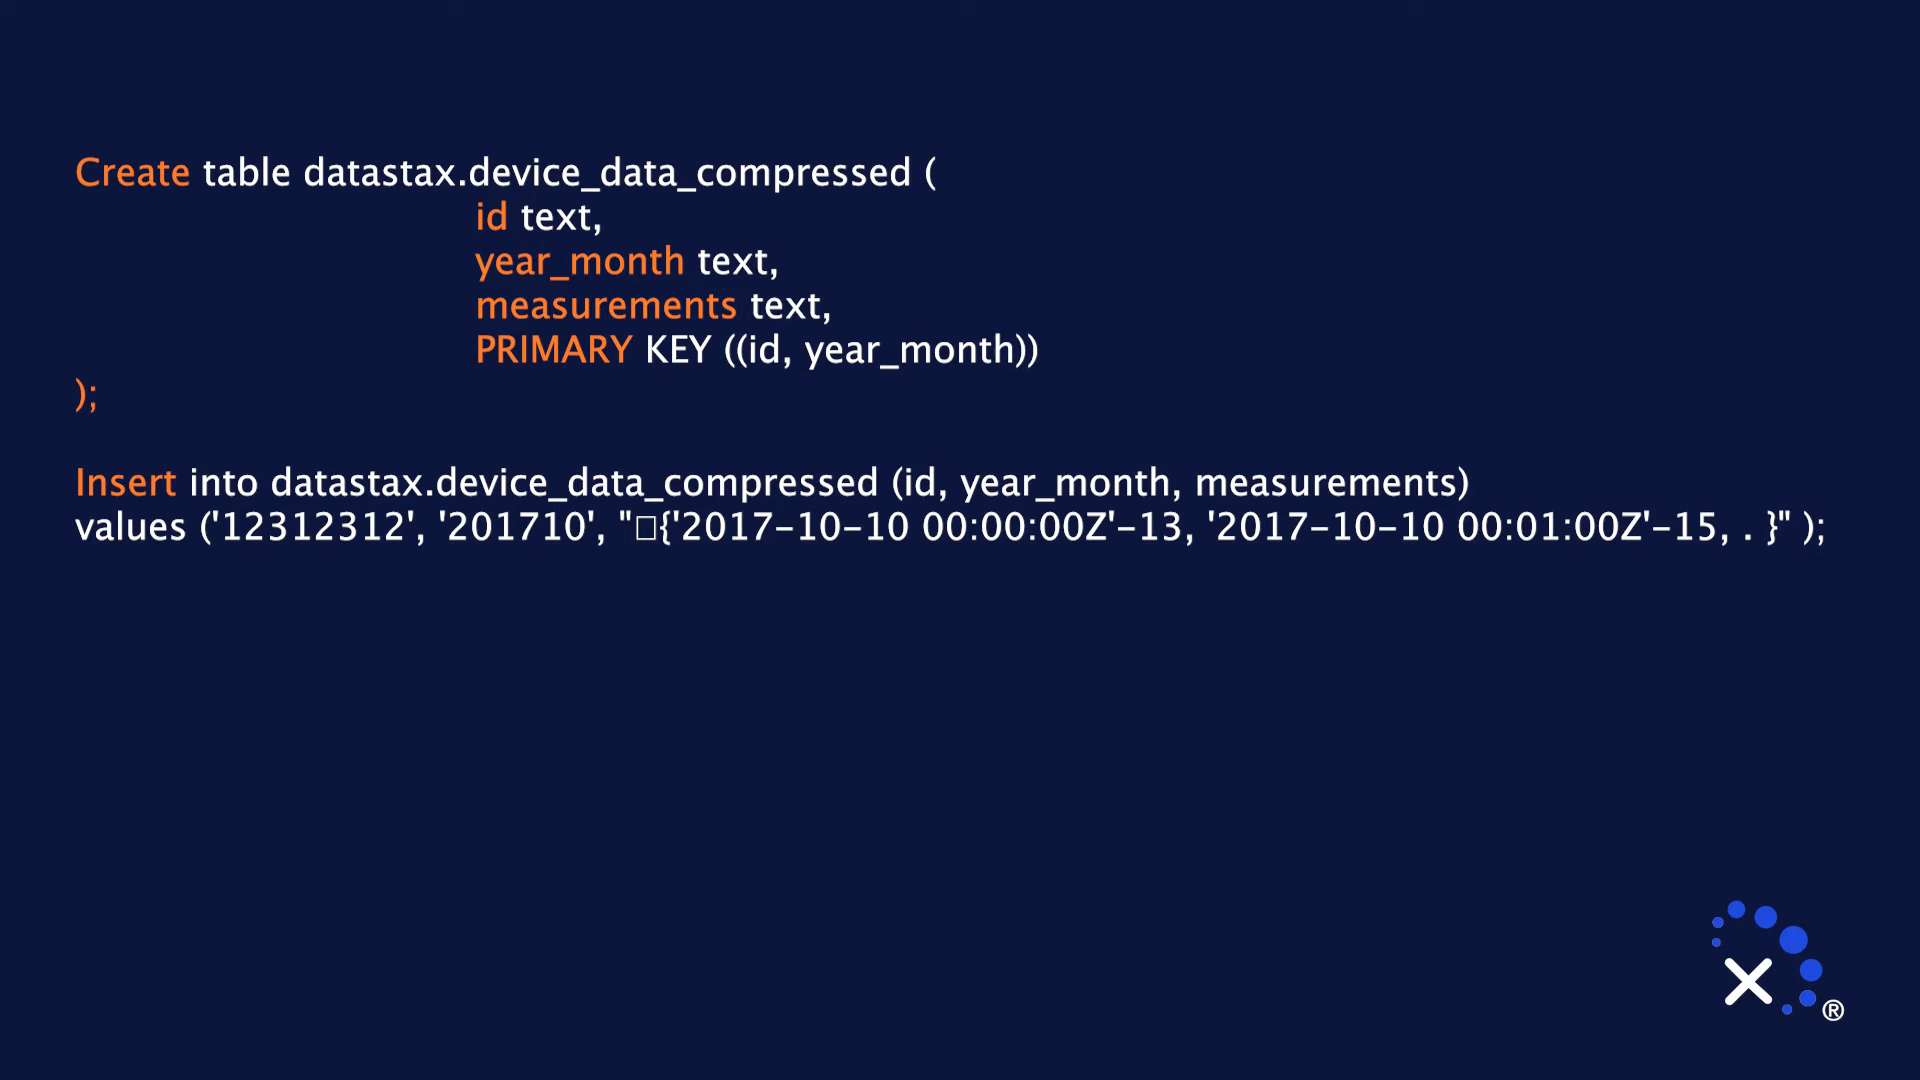 Create table datastax.device_data_compressed (
id text,
year_month text,
measurements text,
PRIMARY KEY ((id, year_month))
);
Insert into datastax.device_data_compressed (id, year_month, measurements)
values ('12312312', '201710', "□{'2017-10-10 00:00:00Z'-13, '2017-10-10 00:01:00Z'-15, . }" );
®